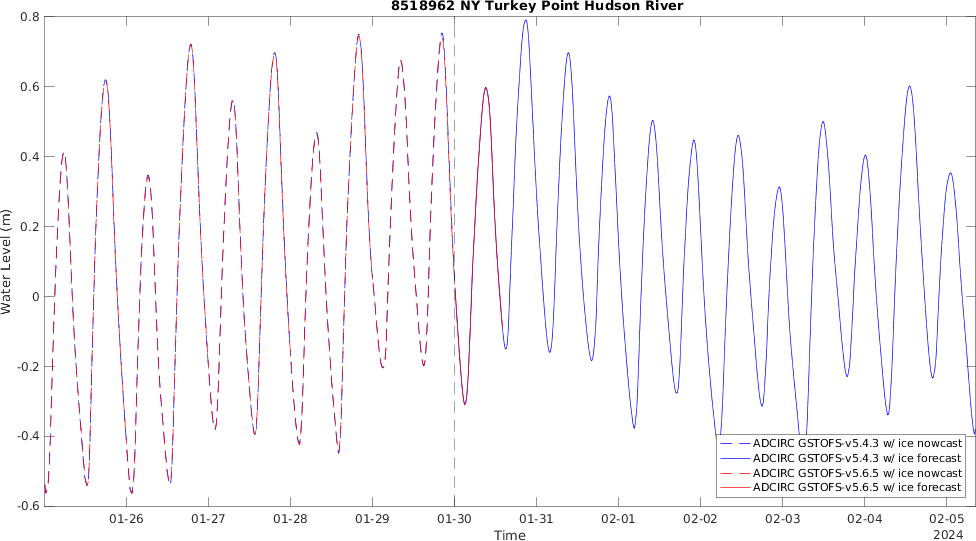 8518962 NY Turkey Point Hudson River
Water Level (m)
0.8
0.6
0.4
0.2
0
-0.2
-0.4
-0.6
01-26
01-27
01-28
01-29
01-30
01-31
02-01
02-02
02-03
02-04
02-05
2024
Time
ADCIRC GSTOFS-v5.4.3 w/ ice nowcast
ADCIRC GSTOFS-v5.4.3 w/ ice forecast
ADCIRC GSTOFS-v5.6.5 w/ ice nowcast
ADCIRC GSTOFS-v5.6.5 w/ ice forecast